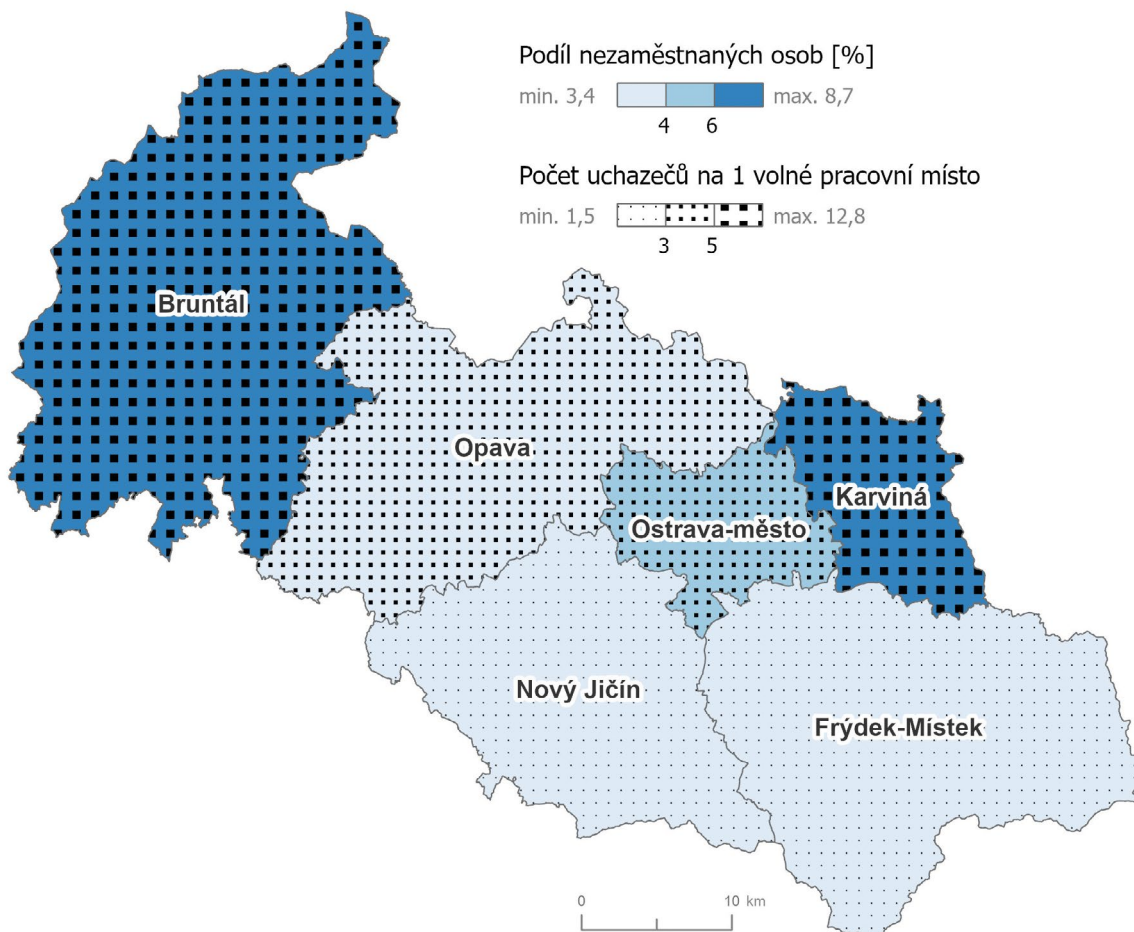 Podíl nezaměstnaných osob [%]
min. 3,4 max. 8,7
4 6
Počet uchazečů na 1 volné pracovní místo
min. 1,5 max. 12,8
3 5
Bruntál
Opava
Karviná
Ostrava-město
Nový Jičín
Frýdek-Místek
0 10 km